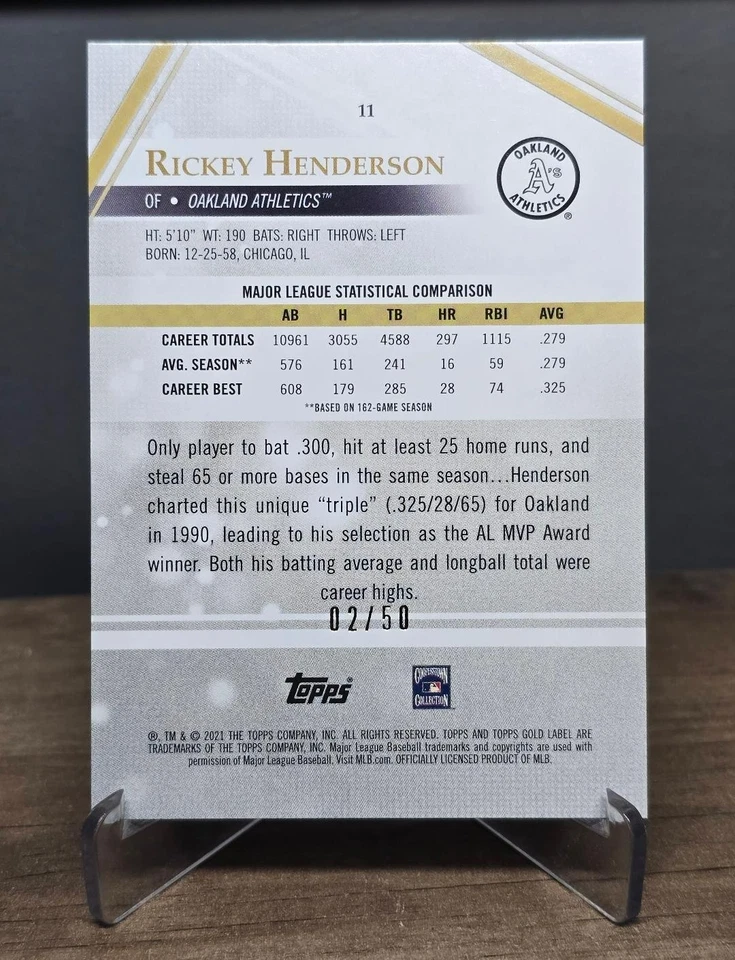 11
RICKEY HENDERSON
OF • OAKLAND ATHLETICS™
OAKLAND
A's
ATHLETICS®
HT: 5'10" WT: 190 BATS: RIGHT THROWS: LEFT
BORN: 12-25-58, CHICAGO, IL
MAJOR LEAGUE STATISTICAL COMPARISON
AB H TB HR RBI AVG
CAREER TOTALS 10961 3055 4588 297 1115 .279
AVG. SEASON** 576 161 241 16 59 .279
CAREER BEST 608 179 285 28 74 .325
**BASED ON 162-GAME SEASON
Only player to bat .300, hit at least 25 home runs, and
steal 65 or more bases in the same season...Henderson
charted this unique “triple” (.325/28/65) for Oakland
in 1990, leading to his selection as the AL MVP Award
winner. Both his batting average and longball total were
career highs.
02/50
Topps®
COOPERSTOWN
COLLECTION
®, TM & © 2021 THE TOPPS COMPANY, INC. ALL RIGHTS RESERVED. TOPPS AND TOPPS GOLD LABEL ARE
TRADEMARKS OF THE TOPPS COMPANY, INC. Major League Baseball trademarks and copyrights are used with
permission of Major League Baseball. Visit MLB.com. OFFICIALLY LICENSED PRODUCT OF MLB.